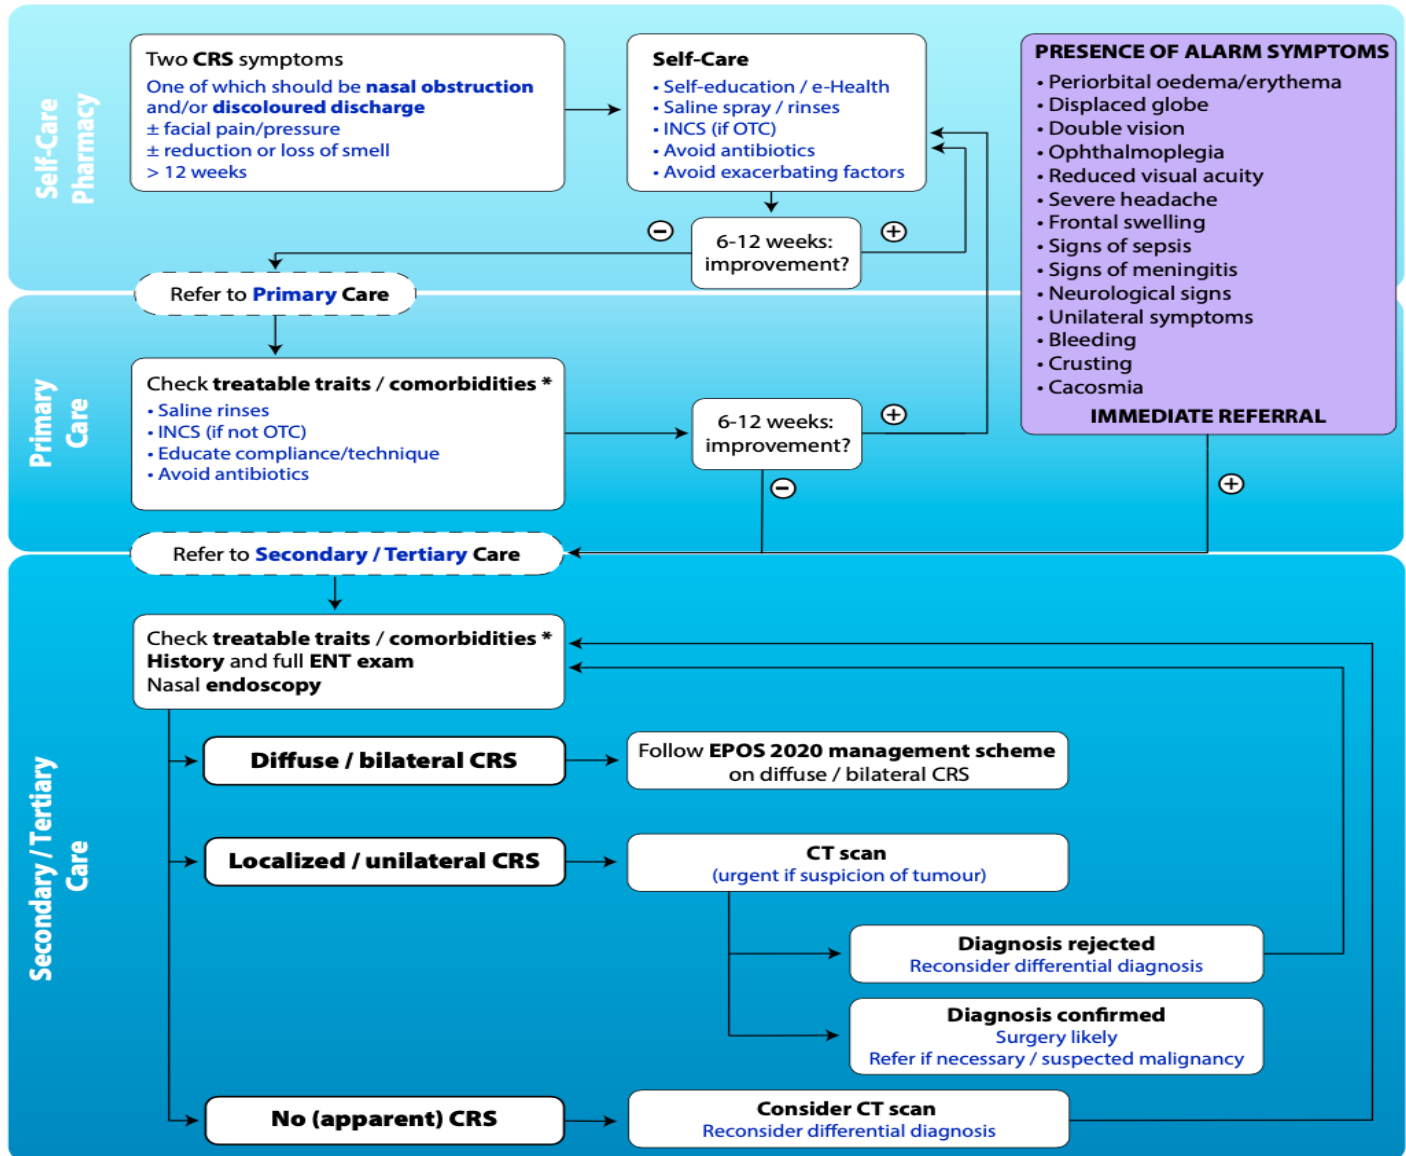 Self-Care
Pharmacy
Two CRS symptoms
One of which should be nasal obstruction
and/or discoloured discharge
± facial pain/pressure
± reduction or loss of smell
> 12 weeks
Self-Care
• Self-education / e-Health
• Saline spray / rinses
• INCS (if OTC)
• Avoid antibiotics
• Avoid exacerbating factors
PRESENCE OF ALARM SYMPTOMS
• Periorbital oedema/erythema
• Displaced globe
• Double vision
• Ophthalmoplegia
• Reduced visual acuity
• Severe headache
• Frontal swelling
• Signs of sepsis
• Signs of meningitis
• Neurological signs
• Unilateral symptoms
• Bleeding
• Crusting
• Cacosmia
IMMEDIATE REFERRAL
−
6-12 weeks:
improvement?
+
Refer to Primary Care
Primary
Care
Check treatable traits / comorbidities *
• Saline rinses
• INCS (if not OTC)
• Educate compliance/technique
• Avoid antibiotics
6-12 weeks:
improvement?
+
−
+
Refer to Secondary / Tertiary Care
Secondary / Tertiary
Care
Check treatable traits / comorbidities *
History and full ENT exam
Nasal endoscopy
Diffuse / bilateral CRS
Follow EPOS 2020 management scheme
on diffuse / bilateral CRS
Localized / unilateral CRS
CT scan
(urgent if suspicion of tumour)
Diagnosis rejected
Reconsider differential diagnosis
Diagnosis confirmed
Surgery likely
Refer if necessary / suspected malignancy
No (apparent) CRS
Consider CT scan
Reconsider differential diagnosis